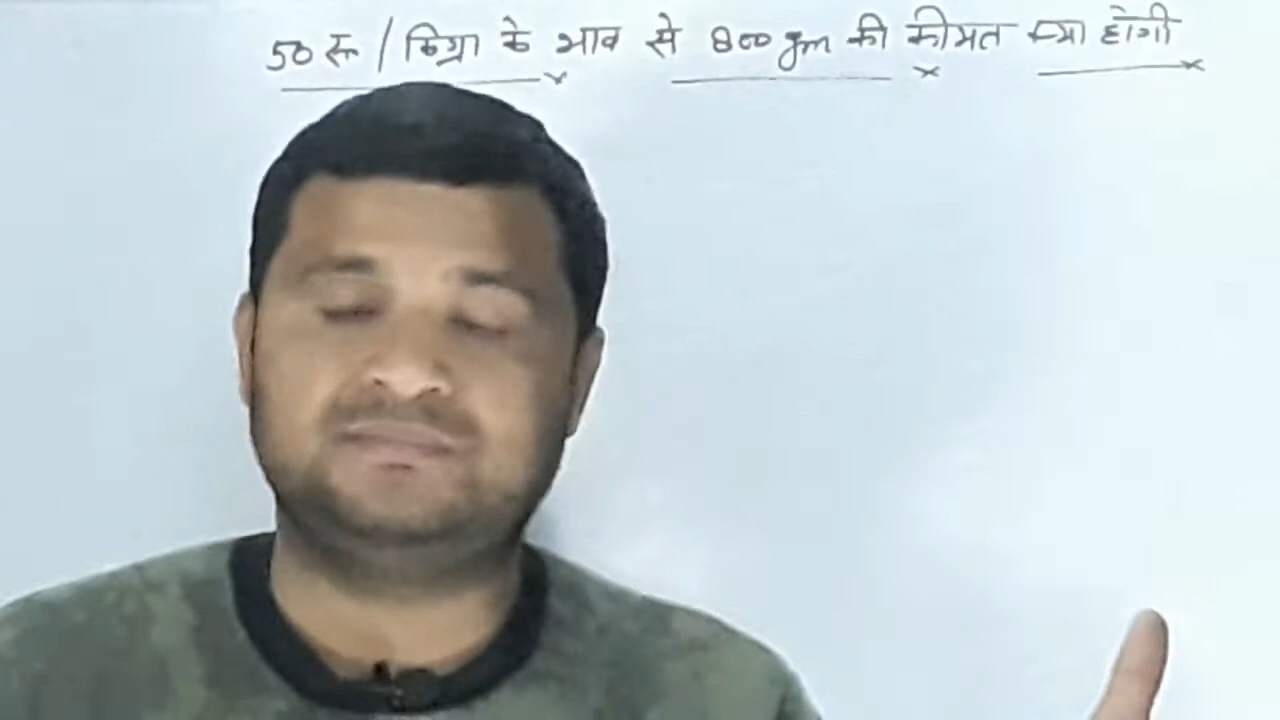 50 रू / किग्रा के भाव से 800 gm की कीमत क्या होगी